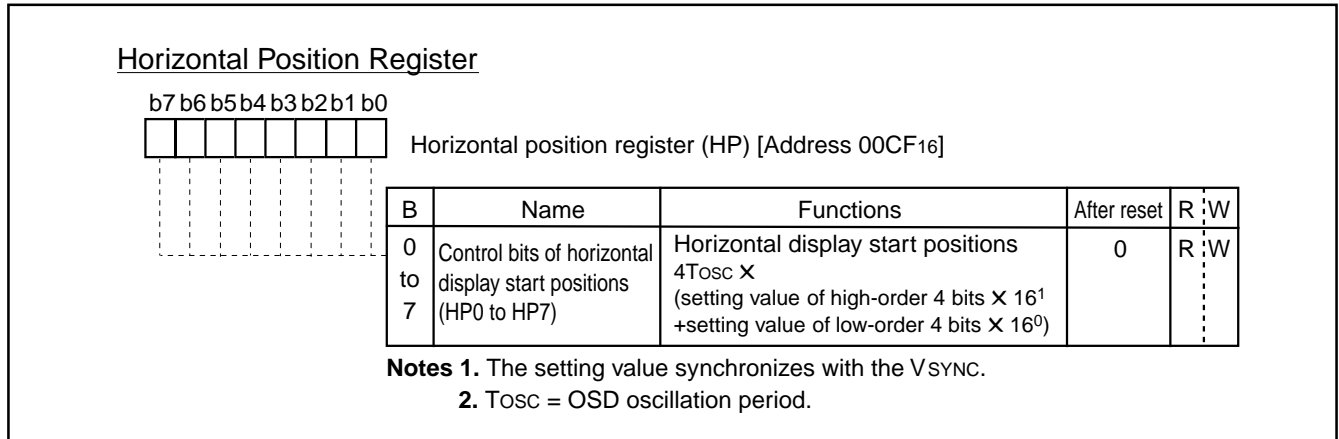 Horizontal Position Register
b7 b6 b5 b4 b3 b2 b1 b0
Horizontal position register (HP) [Address 00CF16]
B Name Functions After reset R W
0 to 7 Control bits of horizontal display start positions (HP0 to HP7) Horizontal display start positions 0 R W
4TOSC ×
(setting value of high-order 4 bits × 16¹
+setting value of low-order 4 bits × 16⁰)
Notes 1. The setting value synchronizes with the VSYNC.
2. TOSC = OSD oscillation period.